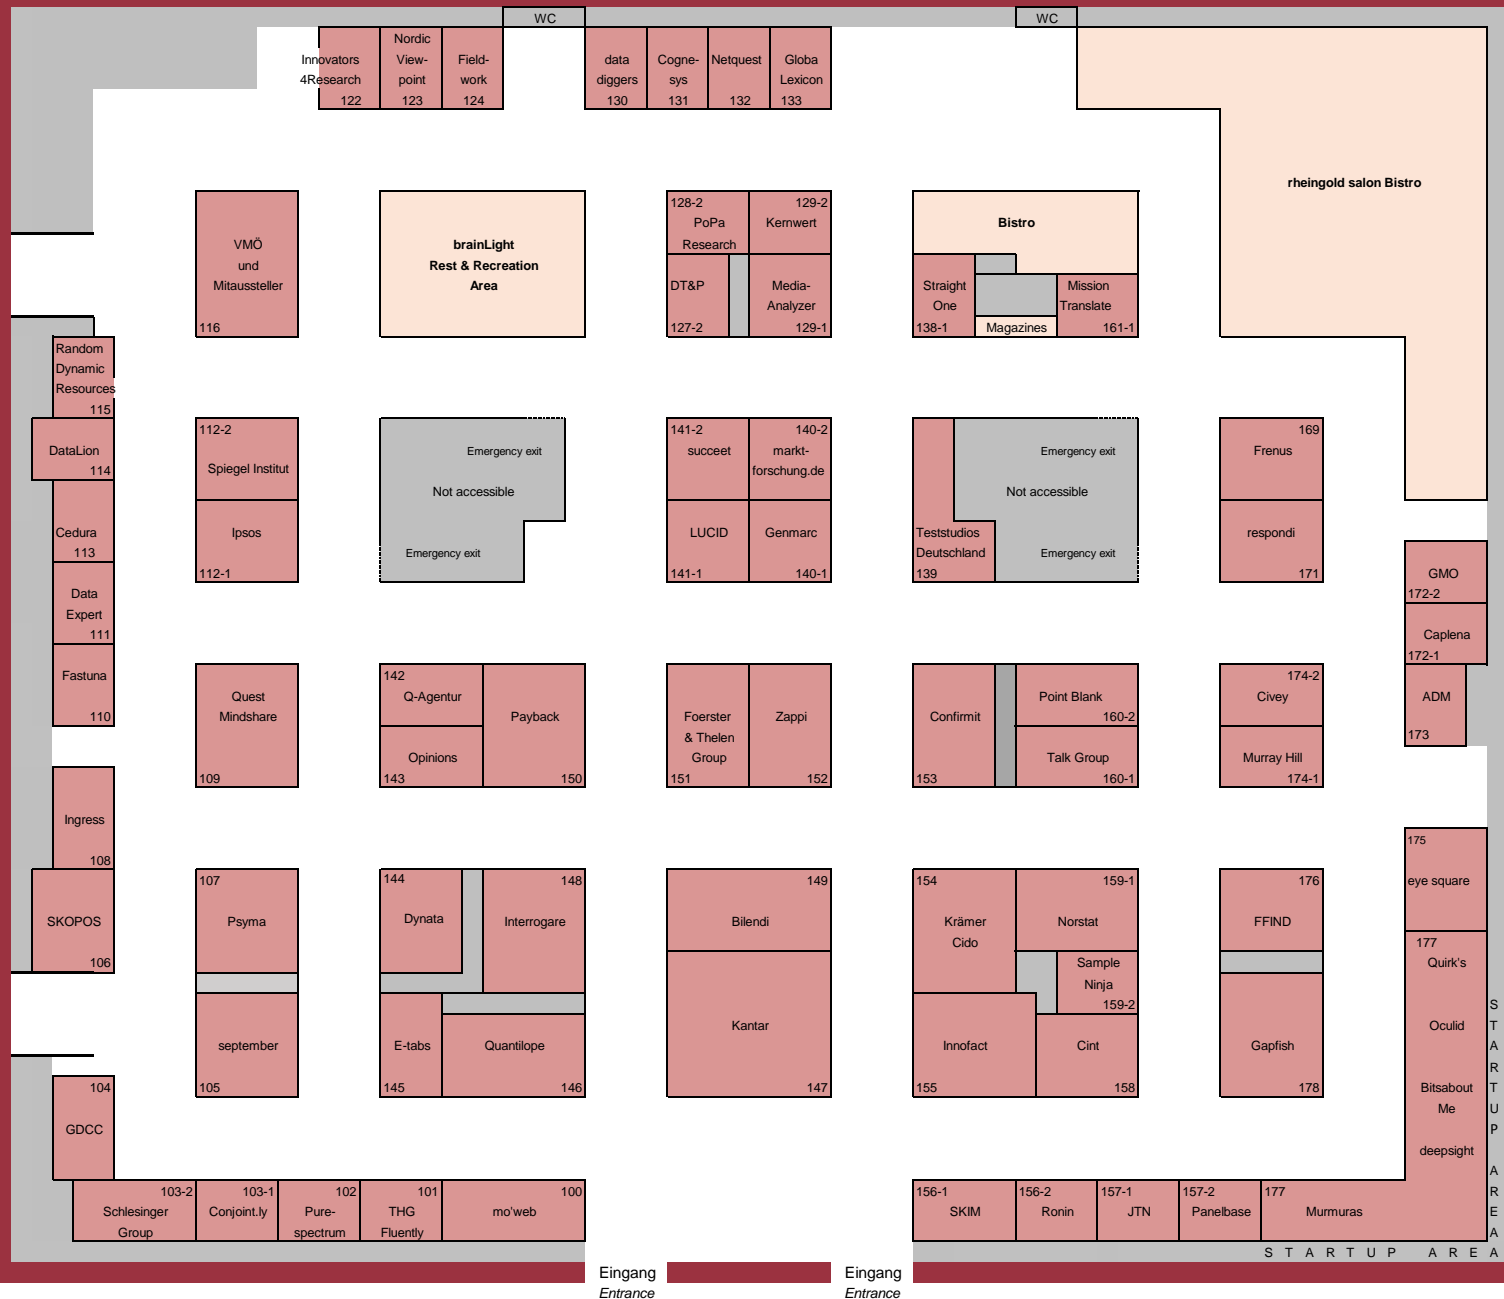 WC
WC
Innovators
4Research
122
Nordic
View-
point
123
Field-
work
124
data
diggers
130
Cogne-
sys
131
Netquest
132
Globa
Lexicon
133
rheingold salon Bistro
VMÖ
und
Mitaussteller
116
brainLight
Rest & Recreation
Area
128-2
PoPa
Research
129-2
Kernwert
DT&P
127-2
Media-
Analyzer
129-1
Bistro
Straight
One
138-1
Magazines
Mission
Translate
161-1
Random
Dynamic
Resources
115
DataLion
114
Cedura
113
Data
Expert
111
Fastuna
110
112-2
Spiegel Institut
Ipsos
112-1
Emergency exit
Not accessible
Emergency exit
141-2
succeet
140-2
markt-
forschung.de
LUCID
141-1
Genmarc
140-1
Teststudios
Deutschland
139
Emergency exit
Not accessible
Emergency exit
169
Frenus
respondi
171
GMO
172-2
Caplena
172-1
ADM
173
Quest
Mindshare
109
142
Q-Agentur
Opinions
143
Payback
150
Foerster
& Thelen
Group
151
Zappi
152
Confirmit
153
Point Blank
160-2
Talk Group
160-1
174-2
Civey
Murray Hill
174-1
Ingress
108
SKOPOS
106
107
Psyma
september
105
144
Dynata
148
Interrogare
E-tabs
145
Quantilope
146
149
Bilendi
Kantar
147
154
Krämer
Cido
159-1
Norstat
Sample
Ninja
159-2
Innofact
155
Cint
158
176
FFIND
Gapfish
178
175
eye square
177
Quirk's
Oculid
Bitsabout
Me
deepsight
STARTUP AREA
104
GDCC
103-2
Schlesinger
Group
103-1
Conjoint.ly
102
Pure-
spectrum
101
THG
Fluently
100
mo'web
156-1
SKIM
156-2
Ronin
157-1
JTN
157-2
Panelbase
177
Murmuras
STARTUP AREA
Eingang
Entrance
Eingang
Entrance